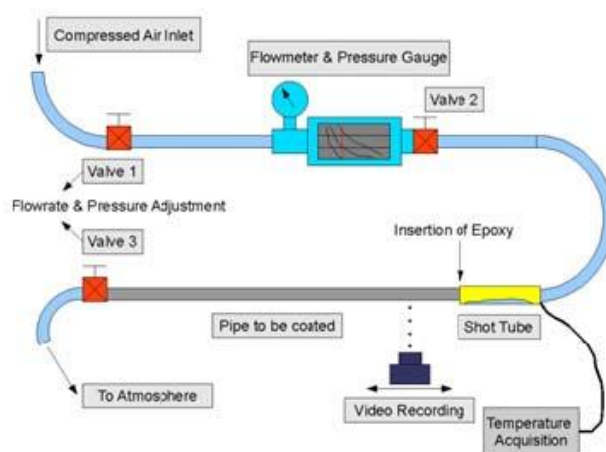 Compressed Air Inlet
Flowmeter & Pressure Gauge
Valve 2
Valve 1
Flowrate & Pressure Adjustment
Valve 3
Insertion of Epoxy
Pipe to be coated
Shot Tube
To Atmosphere
Video Recording
Temperature
Acquisition